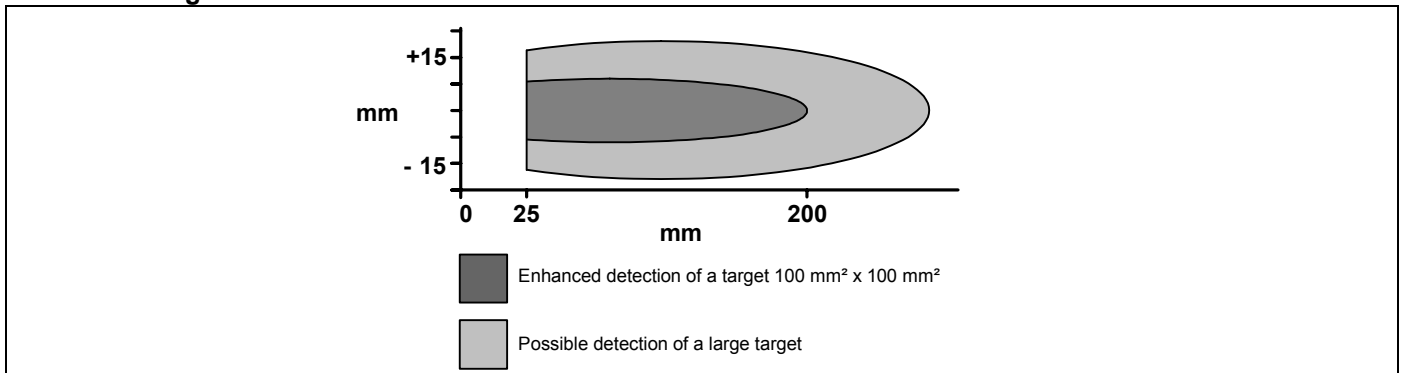 +15
mm
- 15
0 25 200
mm
Enhanced detection of a target 100 mm² x 100 mm²
Possible detection of a large target